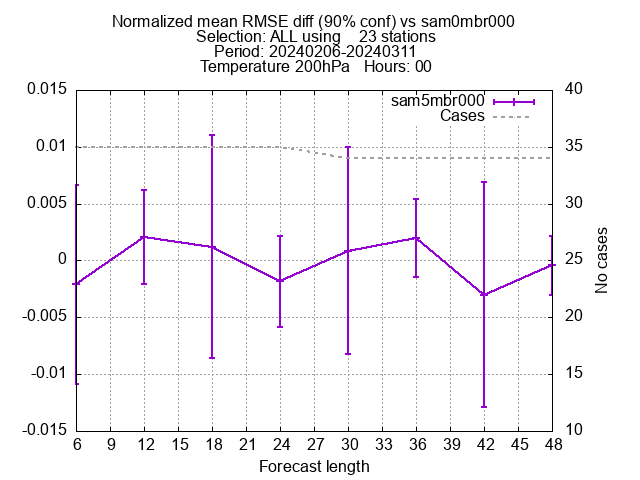 Normalized mean RMSE diff (90% conf) vs sam0mbr000
Selection: ALL using    23 stations
Period: 20240206-20240311
Temperature 200hPa   Hours: 00
sam5mbr000
Cases
0.015
0.01
0.005
0
-0.005
-0.01
-0.015
40
35
30
25
20
15
10
No cases
6 9 12 15 18 21 24 27 30 33 36 39 42 45 48
Forecast length